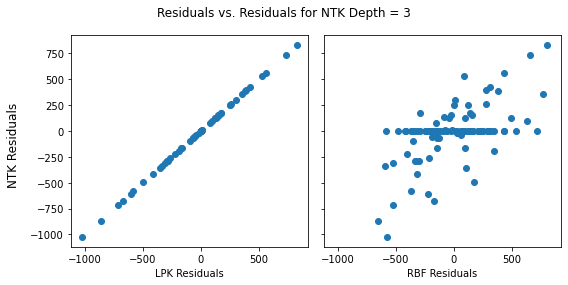 Residuals vs. Residuals for NTK Depth = 3
NTK Residuals
750
500
250
0
−250
−500
−750
−1000
−1000 −500 0 500
LPK Residuals
−1000 −500 0 500
RBF Residuals